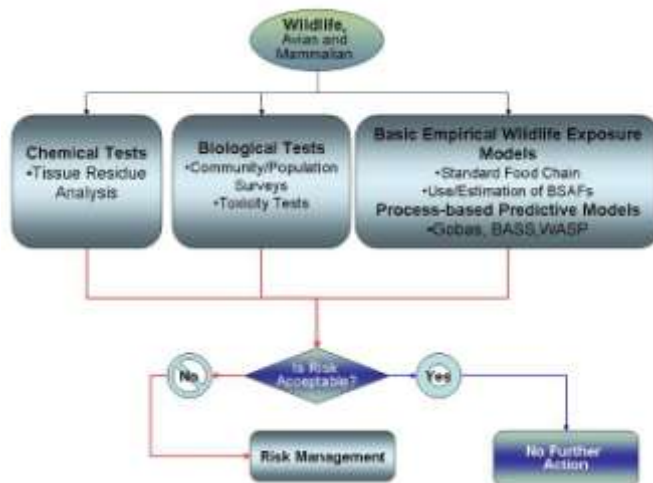 Wildlife,
Avian and
Mammalian
Chemical Tests
•Tissue Residue
Analysis
Biological Tests
•Community/Population
Surveys
•Toxicity Tests
Basic Empirical Wildlife Exposure
Models
•Standard Food Chain
•Use/Estimation of BSAFs
Process-based Predictive Models
•Gobas, BASS,WASP
Is Risk
Acceptable?
No
Yes
Risk Management
No Further
Action